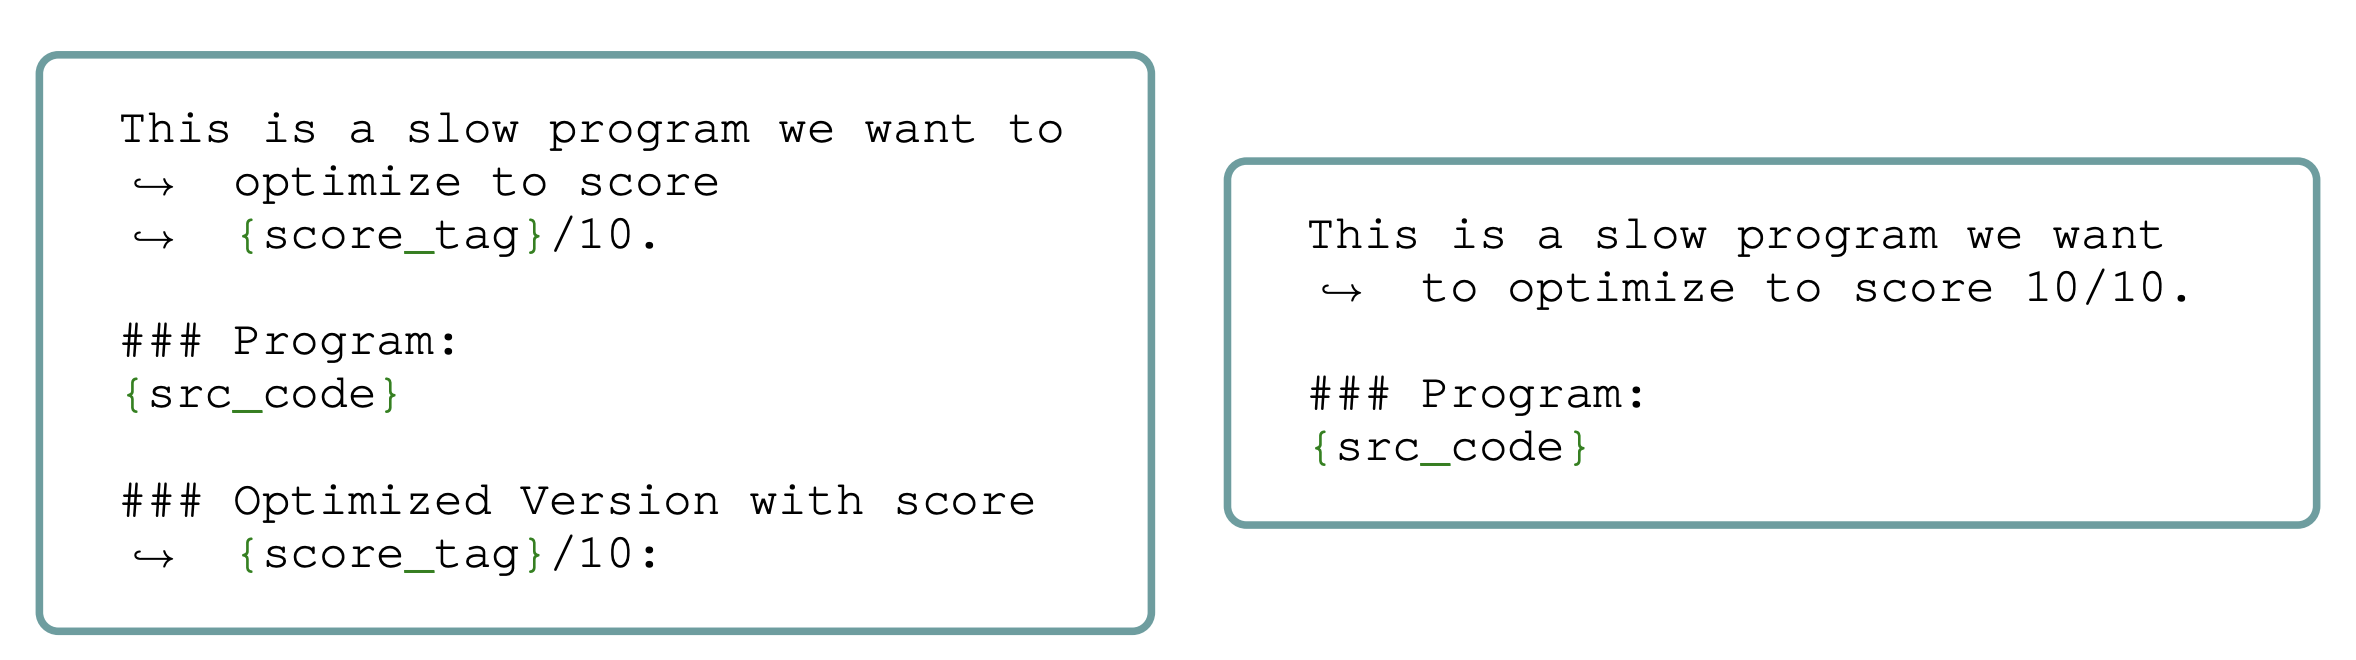 This is a slow program we want to
↪ optimize to score
↪ {score_tag}/10.
### Program:
{src_code}
### Optimized Version with score
↪ {score_tag}/10:
This is a slow program we want
↪ to optimize to score 10/10.
### Program:
{src_code}